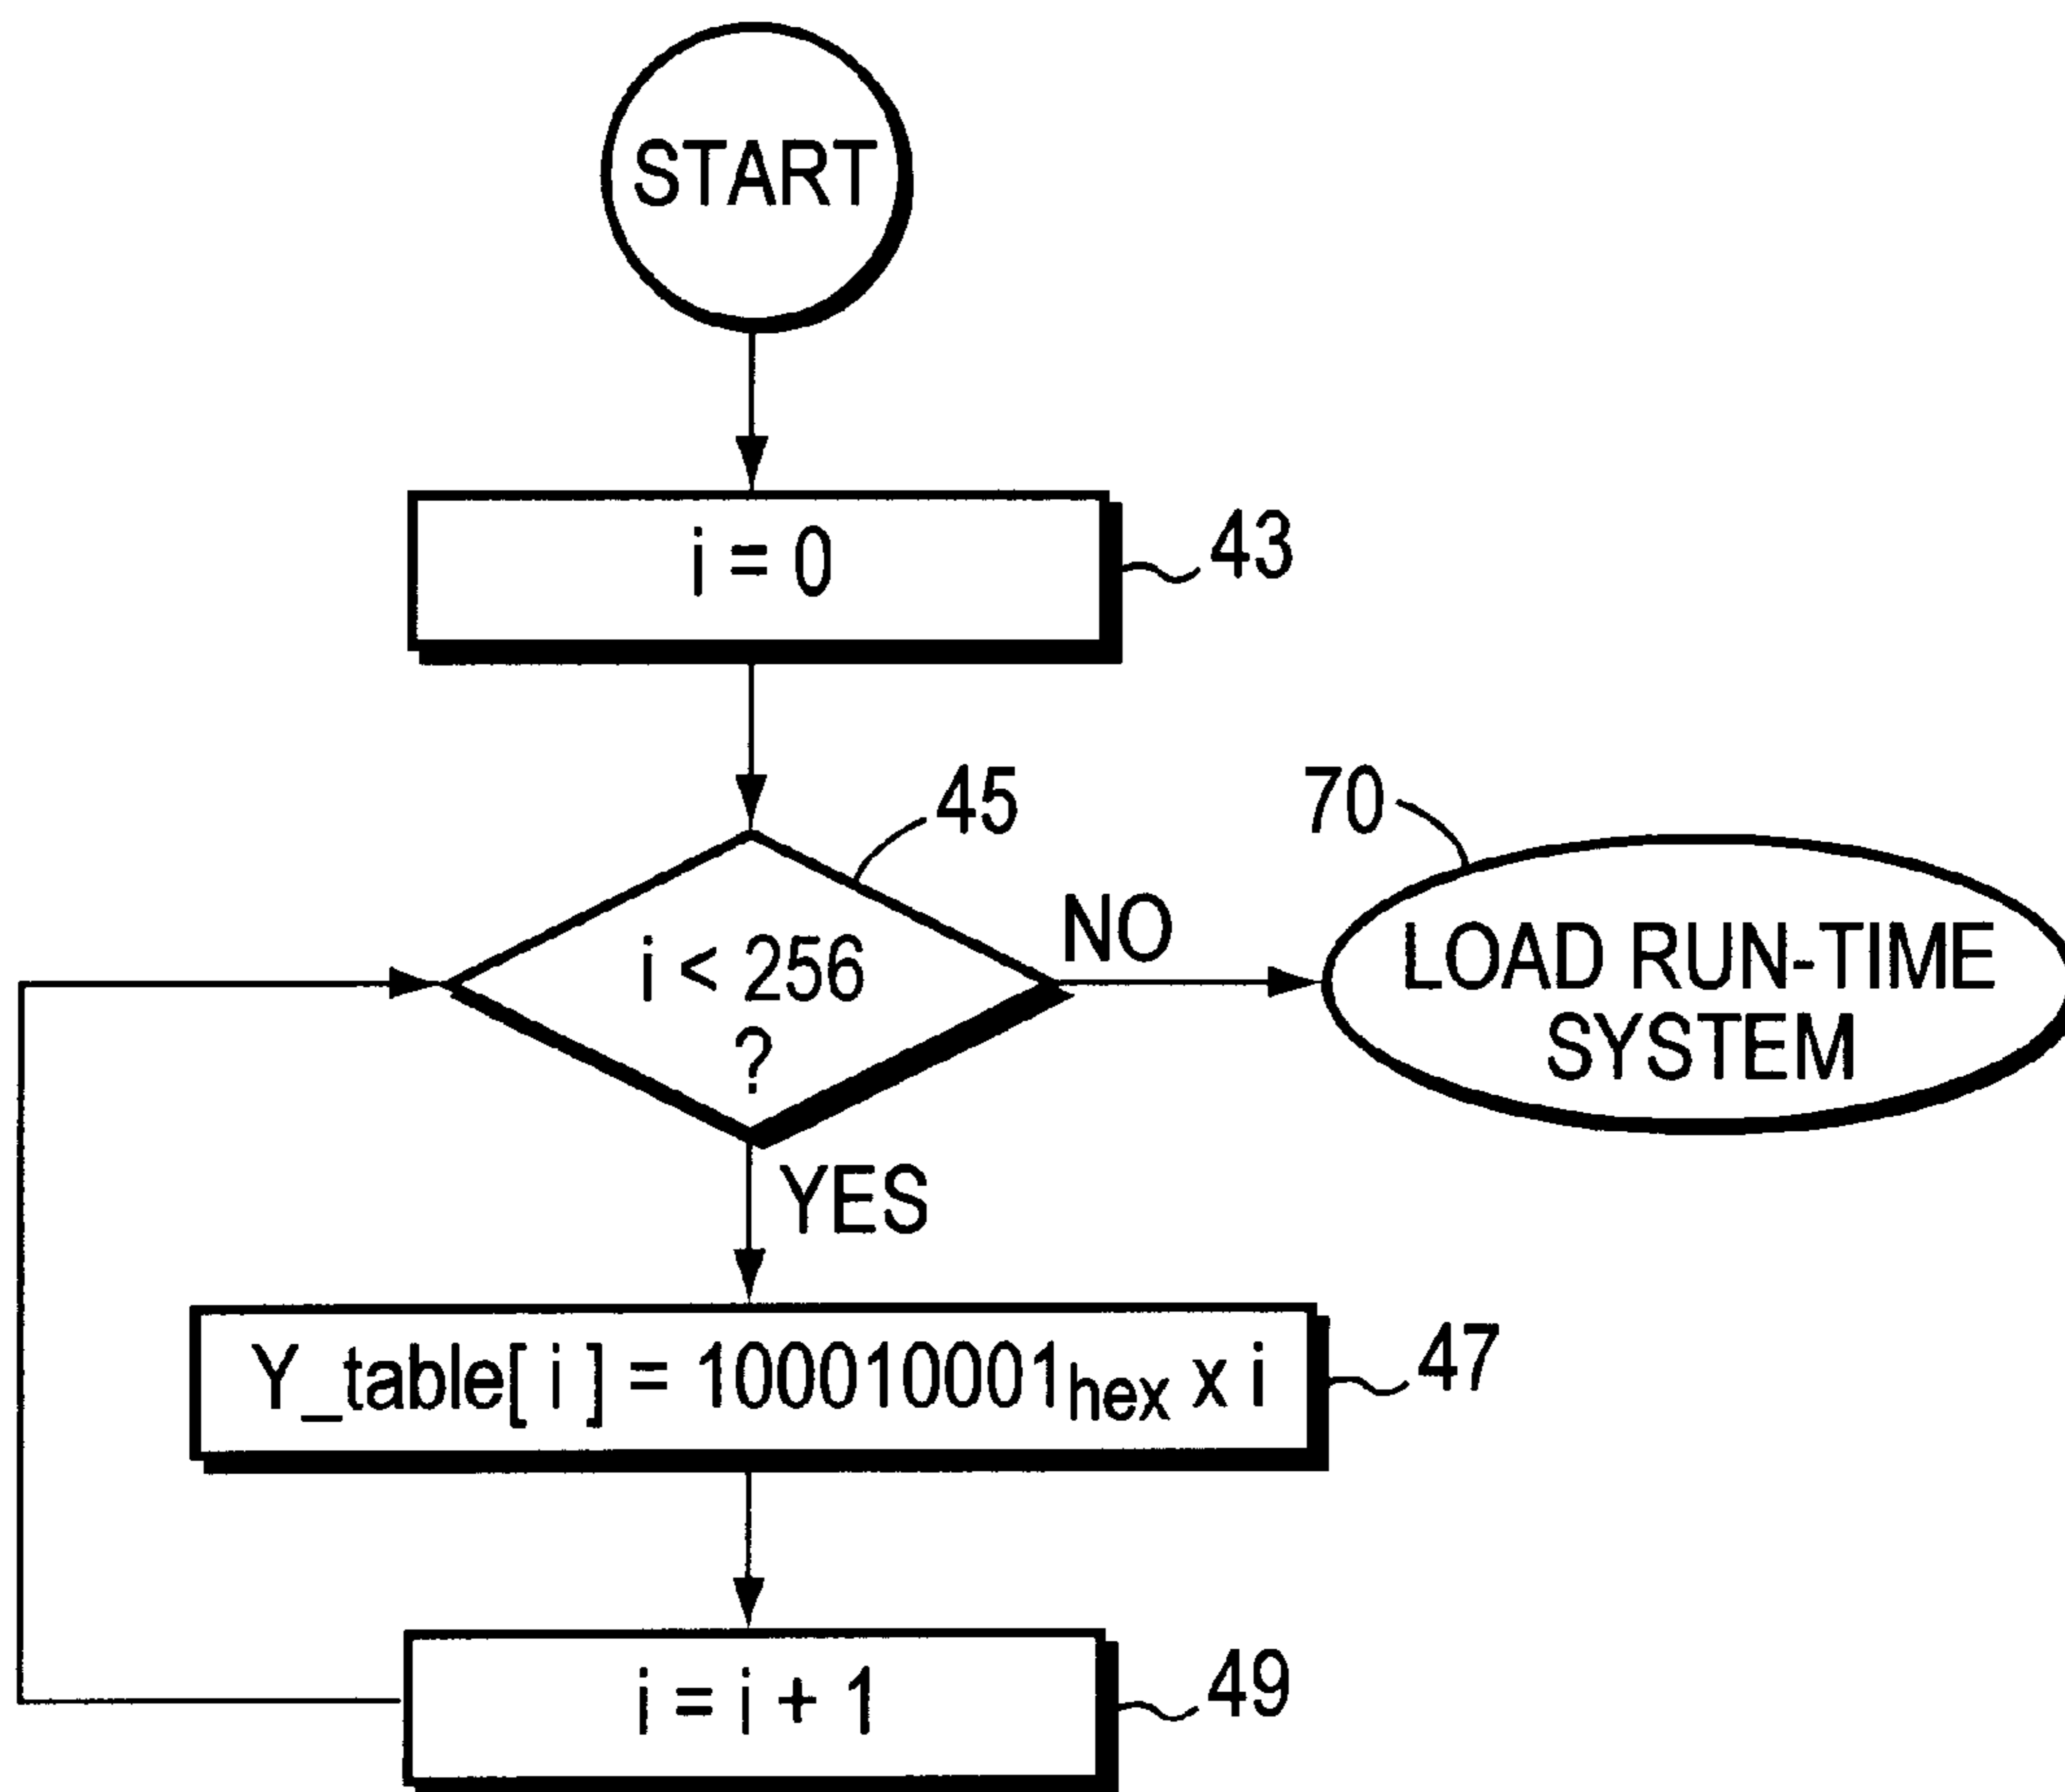 START
i = 0
43
45
70
i < 256
?
NO
LOAD RUN-TIME
SYSTEM
YES
Y_table[ i ] = 100010001hex x i
47
i = i + 1
49